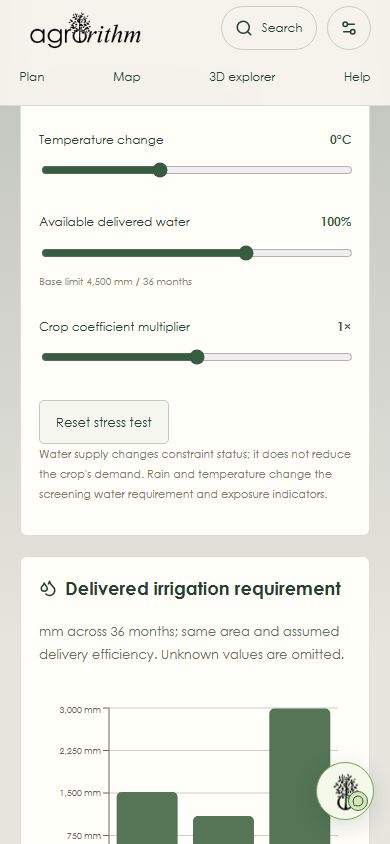 agrorithm
Search
Plan
Map
3D explorer
Help
Temperature change
0°C
Available delivered water
100%
Base limit 4,500 mm / 36 months
Crop coefficient multiplier
1×
Reset stress test
Water supply changes constraint status; it does not reduce
the crop's demand. Rain and temperature change the
screening water requirement and exposure indicators.
Delivered irrigation requirement
mm across 36 months; same area and assumed
delivery efficiency. Unknown values are omitted.
3,000 mm
2,250 mm
1,500 mm
750 mm